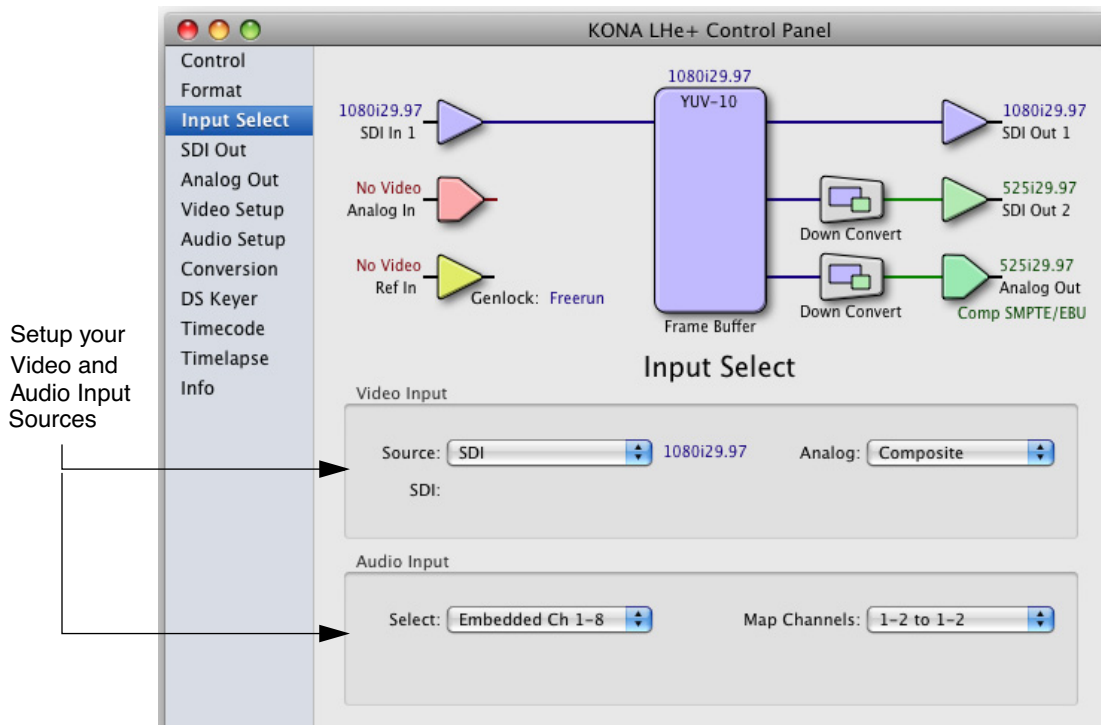 KONA LHe+ Control Panel
Control
Format
Input Select
SDI Out
Analog Out
Video Setup
Audio Setup
Conversion
DS Keyer
Timecode
Timelapse
Info
Setup your
Video and
Audio Input
Sources
1080i29.97
YUV-10
Frame Buffer
1080i29.97
SDI In 1
No Video
Analog In
No Video
Ref In
Genlock: Freerun
1080i29.97
SDI Out 1
Down Convert
525i29.97
SDI Out 2
Down Convert
525i29.97
Analog Out
Comp SMPTE/EBU
Input Select
Video Input
Source: SDI 1080i29.97 Analog: Composite
SDI:
Audio Input
Select: Embedded Ch 1-8 Map Channels: 1-2 to 1-2